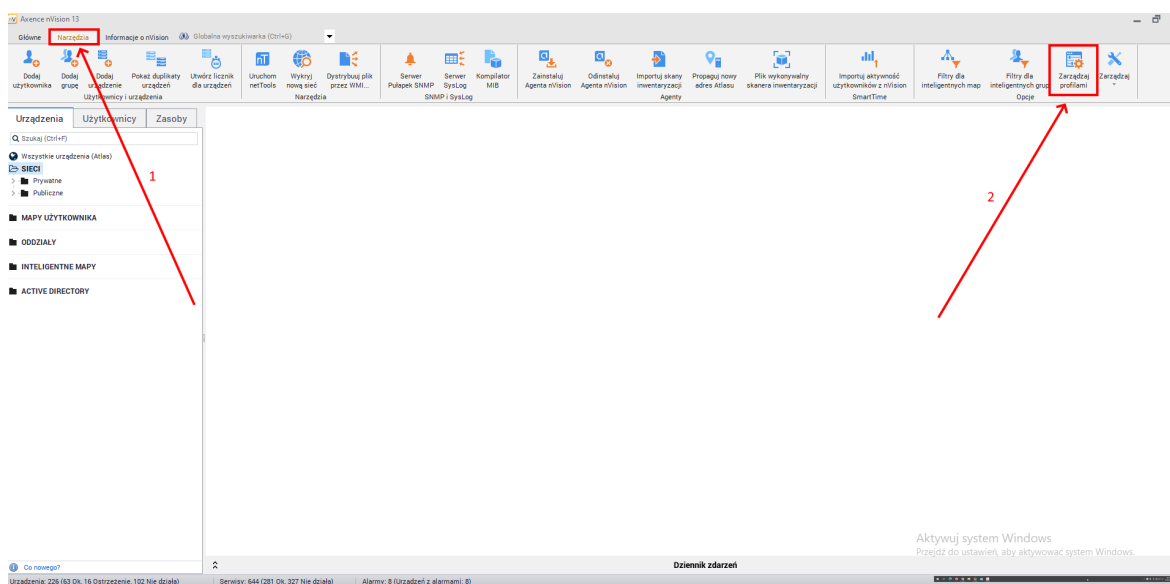 nV Axence nVision 13
Główne Narzędzia Informacje o nVision Globalna wyszukiwarka (Ctrl+G)
Dodaj użytkownika
Dodaj grupę
Dodaj urządzenie
Pokaż duplikaty urządzeń
Utwórz licznik dla urządzeń
Użytkownicy i urządzenia
nT
Uruchom netTools
Wykryj nową sieć
Dystrybuuj plik przez WMI...
Narzędzia
Serwer Pułapek SNMP
Serwer SysLog
Kompilator MIB
SNMP i SysLog
Zainstaluj Agenta nVision
Odinstaluj Agenta nVision
Importuj skany inwentaryzacji
Propaguj nowy adres Atlasu
Plik wykonywalny skanera inwentaryzacji
Agenty
Importuj aktywność użytkowników z nVision
SmartTime
Filtry dla inteligentnych map
Filtry dla inteligentnych grup
Zarządzaj profilami
Zarządzaj
Opcje
Urządzenia Użytkownicy Zasoby
Szukaj (Ctrl+F)
Wszystkie urządzenia (Atlas)
SIECI
Prywatne
Publiczne
MAPY UŻYTKOWNIKA
ODDZIAŁY
INTELIGENTNE MAPY
ACTIVE DIRECTORY
1
2
Aktywuj system Windows
Przejdź do ustawień, aby aktywować system Windows.
Co nowego?
Dziennik zdarzeń
Urządzenia: 226 (63 Ok, 16 Ostrzeżenie, 102 Nie działa) Serwisy: 644 (281 Ok, 327 Nie działa) Alarmy: 8 (Urządzeń z alarmami: 8)